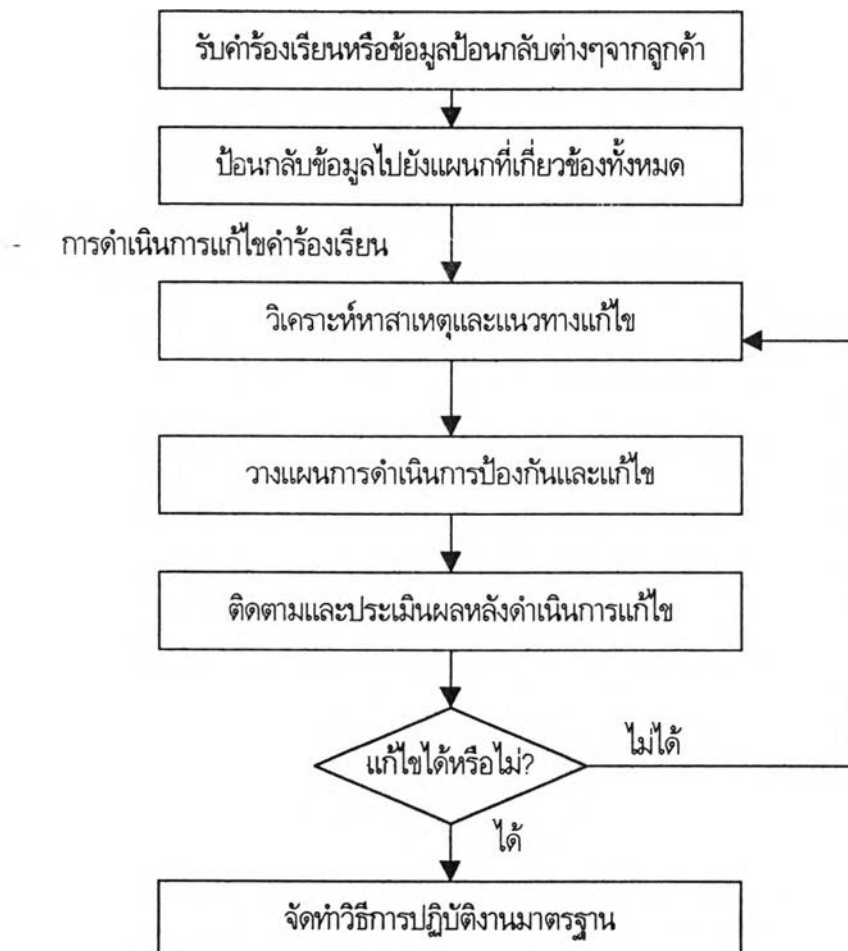 รับคำร้องเรียนหรือข้อมูลป้อนกลับต่างๆจากลูกค้า
ป้อนกลับข้อมูลไปยังแผนกที่เกี่ยวข้องทั้งหมด
- การดำเนินการแก้ไขคำร้องเรียน
วิเคราะห์หาสาเหตุและแนวทางแก้ไข
วางแผนการดำเนินการป้องกันและแก้ไข
ติดตามและประเมินผลหลังดำเนินการแก้ไข
แก้ไขได้หรือไม่?
ไม่ได้
ได้
จัดทำวิธีการปฏิบัติงานมาตรฐาน